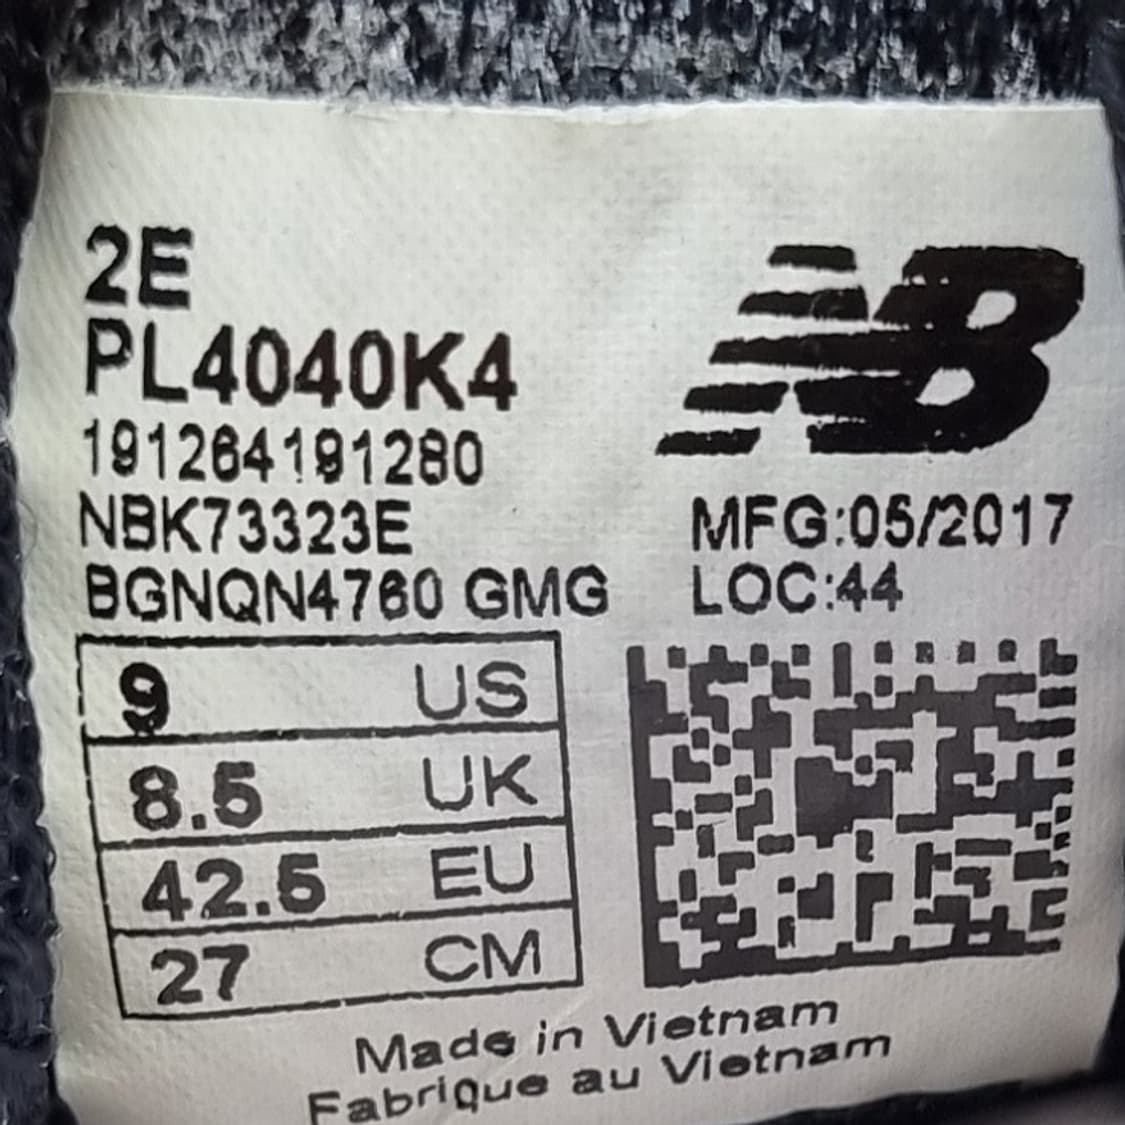 2E
PL4040K4
191264191280
NBK73323E
BGNQN4760 GMG
NB
MFG:05/2017
LOC:44
9 US
8.5 UK
42.5 EU
27 CM
Made in Vietnam
Fabrique au Vietnam